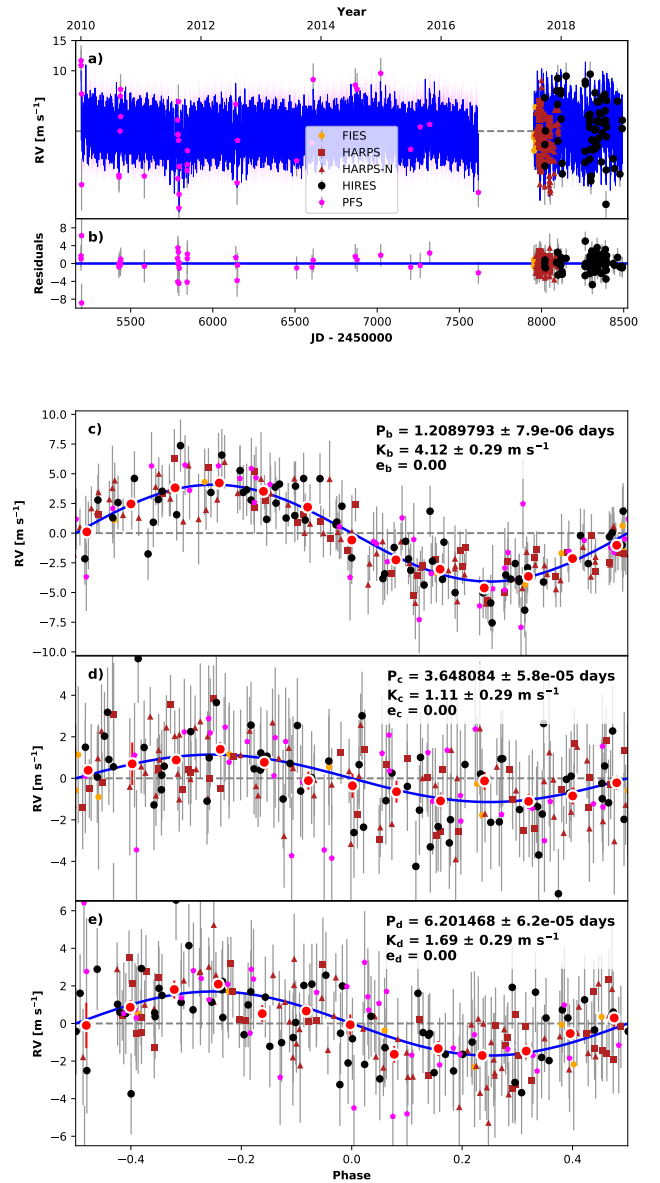 Year
2010 2012 2014 2016 2018
a)
15
10
RV [m s⁻¹]
FIES
HARPS
HARPS-N
HIRES
PFS
b)
8
4
0
−4
−8
Residuals
5500 6000 6500 7000 7500 8000 8500
JD - 2450000
c)
P_b = 1.2089793 ± 7.9e-06 days
K_b = 4.12 ± 0.29 m s⁻¹
e_b = 0.00
10.0
7.5
5.0
2.5
0.0
−2.5
−5.0
−7.5
−10.0
RV [m s⁻¹]
d)
P_c = 3.648084 ± 5.8e-05 days
K_c = 1.11 ± 0.29 m s⁻¹
e_c = 0.00
4
2
0
−2
−4
RV [m s⁻¹]
e)
P_d = 6.201468 ± 6.2e-05 days
K_d = 1.69 ± 0.29 m s⁻¹
e_d = 0.00
6
4
2
0
−2
−4
−6
RV [m s⁻¹]
−0.4 −0.2 0.0 0.2 0.4
Phase